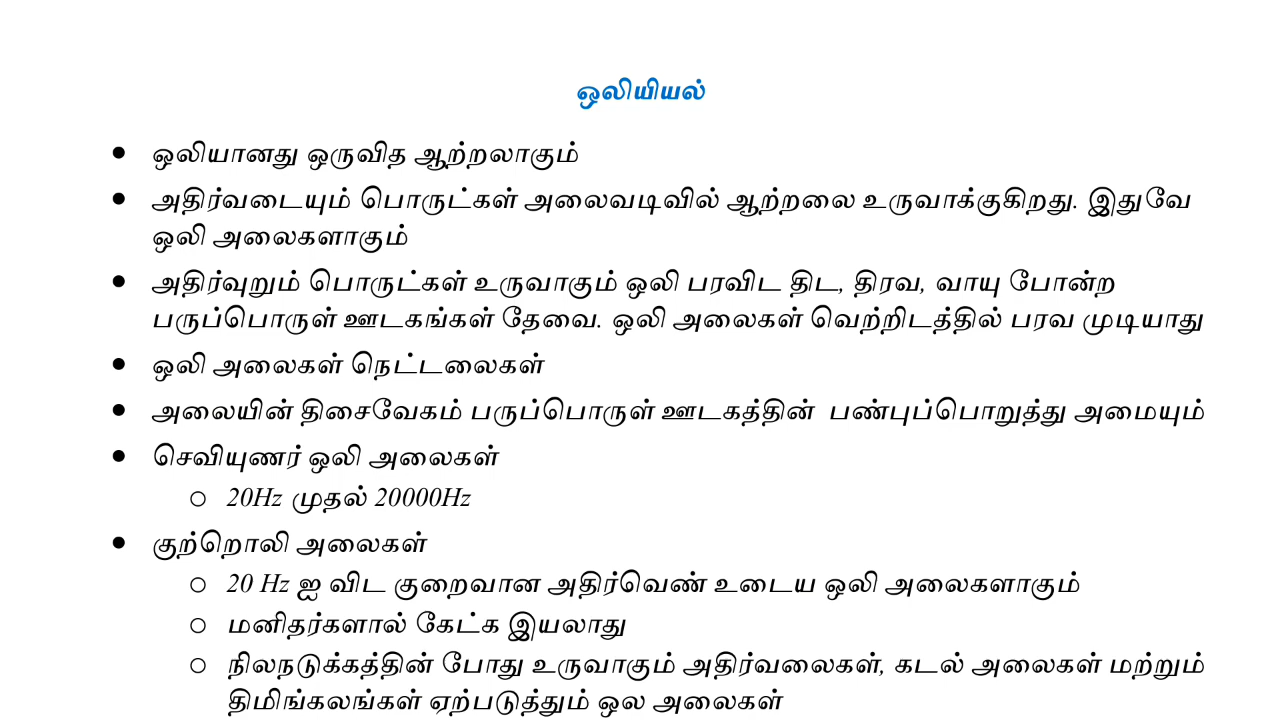 ஒலியியல்
● ஒலியானது ஒருவித ஆற்றலாகும்
● அதிர்வடையும் பொருட்கள் அலைவடிவில் ஆற்றலை உருவாக்குகிறது. இதுவே
ஒலி அலைகளாகும்
● அதிர்வுறும் பொருட்கள் உருவாகும் ஒலி பரவிட திட, திரவ, வாயு போன்ற
பருப்பொருள் ஊடகங்கள் தேவை. ஒலி அலைகள் வெற்றிடத்தில் பரவ முடியாது
● ஒலி அலைகள் நெட்டலைகள்
● அலையின் திசைவேகம் பருப்பொருள் ஊடகத்தின் பண்புப்பொறுத்து அமையும்
● செவியுணர் ஒலி அலைகள்
○ 20Hz முதல் 20000Hz
● குற்றொலி அலைகள்
○ 20 Hz ஐ விட குறைவான அதிர்வெண் உடைய ஒலி அலைகளாகும்
○ மனிதர்களால் கேட்க இயலாது
○ நிலநடுக்கத்தின் போது உருவாகும் அதிர்வலைகள், கடல் அலைகள் மற்றும்
திமிங்கலங்கள் ஏற்படுத்தும் ஒல அலைகள்